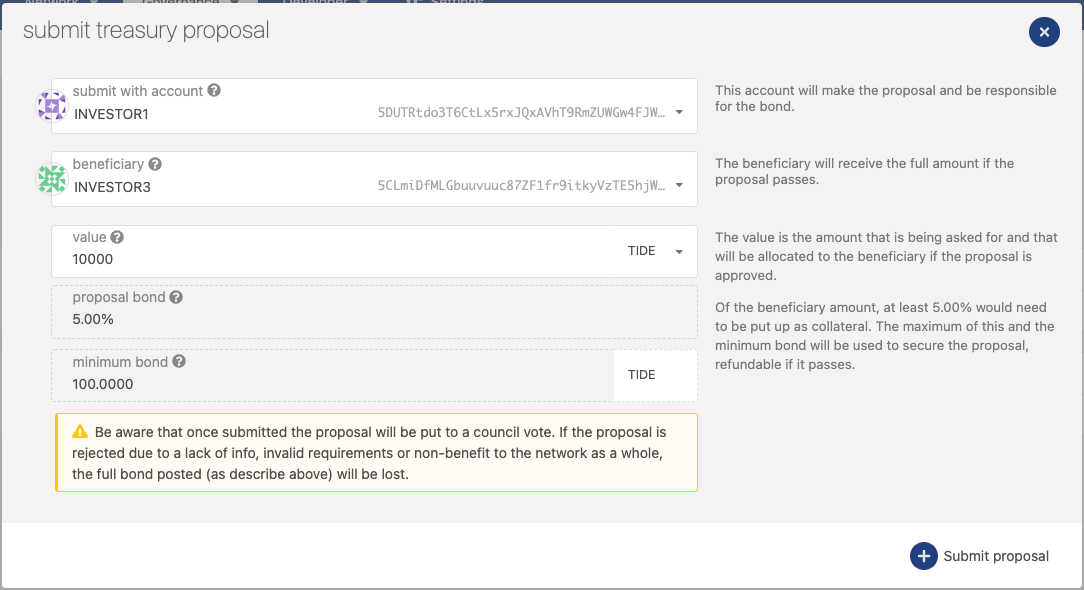 Network Governance Developer Settings
submit treasury proposal
submit with account
INVESTOR1
5DUTRtdo3T6CtLx5rxJQxAVhT9RmZUWGw4FJW…
This account will make the proposal and be responsible
for the bond.
beneficiary
INVESTOR3
5CLmiDfMLGbuuvuuc87ZF1fr9itkyVzTE5hjW…
The beneficiary will receive the full amount if the
proposal passes.
value
10000
TIDE
The value is the amount that is being asked for and that
will be allocated to the beneficiary if the proposal is
approved.
proposal bond
5.00%
Of the beneficiary amount, at least 5.00% would need
to be put up as collateral. The maximum of this and the
minimum bond will be used to secure the proposal,
refundable if it passes.
minimum bond
100.0000
TIDE
Be aware that once submitted the proposal will be put to a council vote. If the proposal is
rejected due to a lack of info, invalid requirements or non-benefit to the network as a whole,
the full bond posted (as describe above) will be lost.
Submit proposal